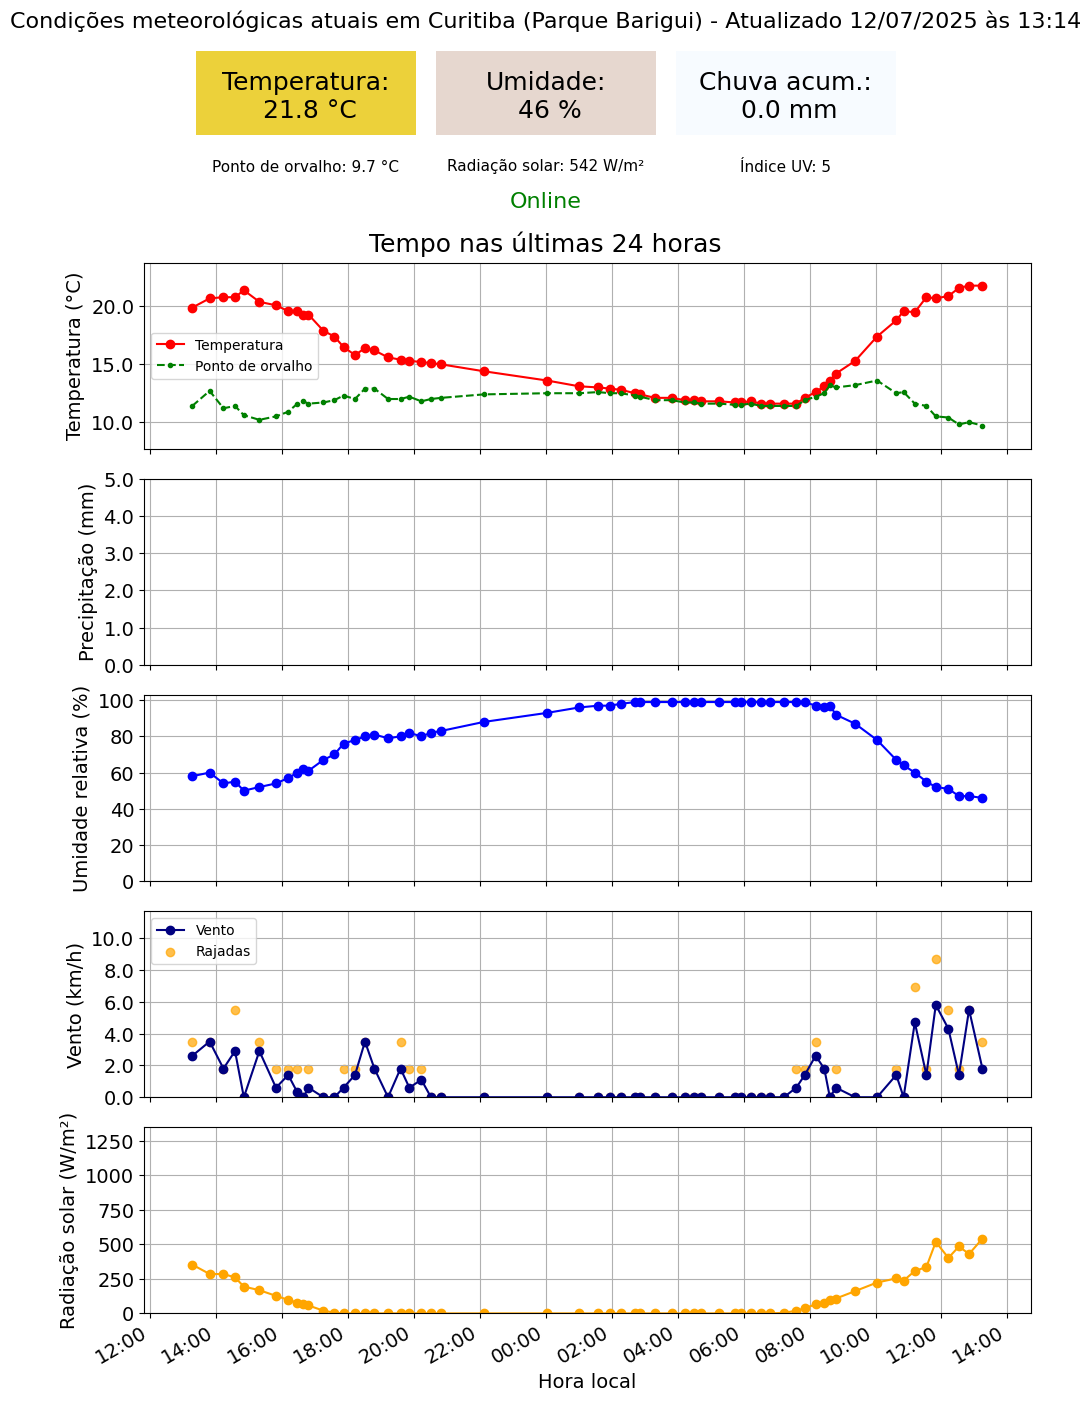 Condições meteorológicas atuais em Curitiba (Parque Barigui) - Atualizado 12/07/2025 às 13:14
Temperatura:
21.8 °C
Umidade:
46 %
Chuva acum.:
0.0 mm
Ponto de orvalho: 9.7 °C
Radiação solar: 542 W/m²
Índice UV: 5
Online
Tempo nas últimas 24 horas
Temperatura (°C)
20.0
15.0
10.0
Temperatura
Ponto de orvalho
Precipitação (mm)
5.0
4.0
3.0
2.0
1.0
0.0
Umidade relativa (%)
100
80
60
40
20
0
Vento (km/h)
10.0
8.0
6.0
4.0
2.0
0.0
Vento
Rajadas
Radiação solar (W/m²)
1250
1000
750
500
250
0
12:00
14:00
16:00
18:00
20:00
22:00
00:00
02:00
04:00
06:00
08:00
10:00
12:00
14:00
Hora local